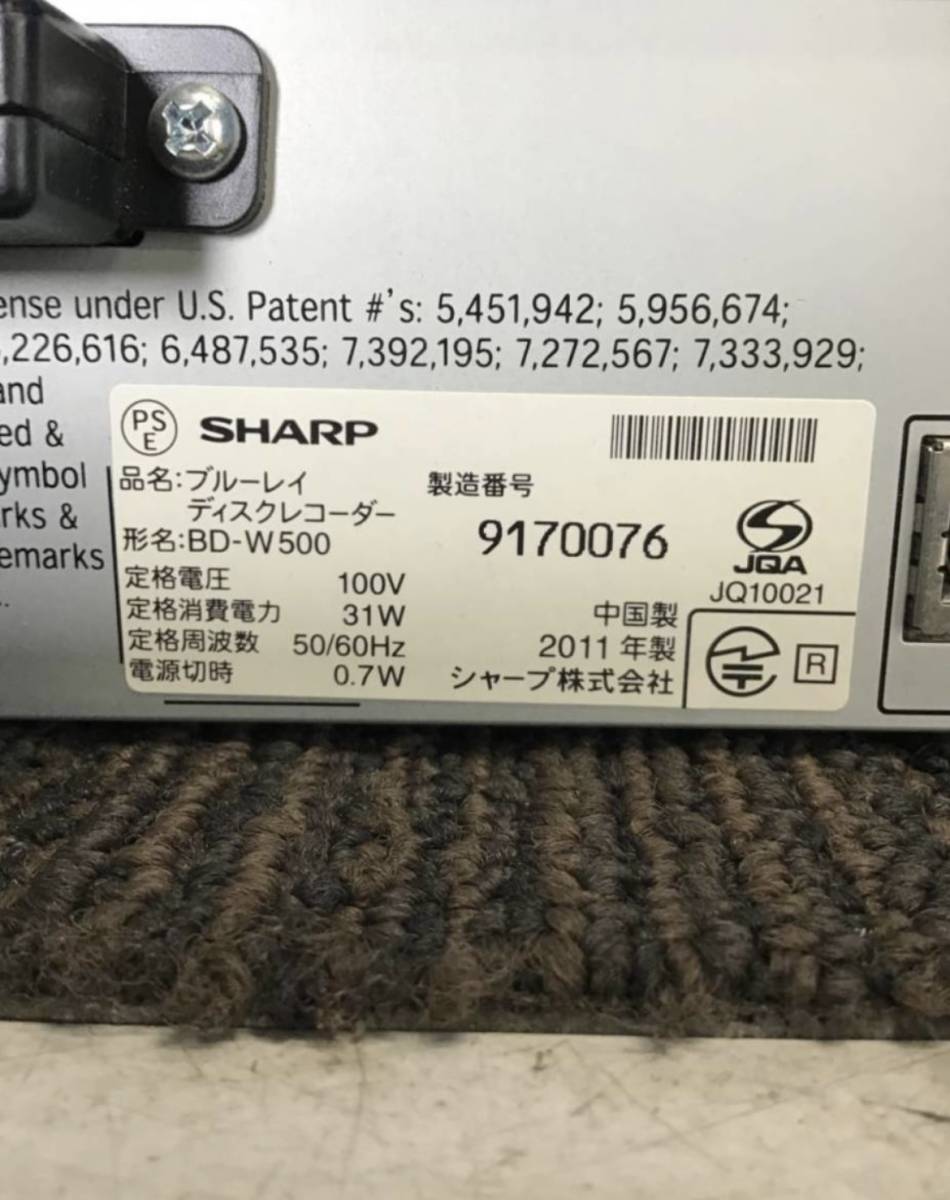 under U.S. Patent #'s: 5,451,942; 5,956,674;
,226,616; 6,487,535; 7,392,195; 7,272,567; 7,333,929;
and
ed &
ymbol
rks &
emarks
PS
E
SHARP
品名:ブルーレイ
ディスクレコーダー
形名:BD-W500
定格電圧 100V
定格消費電力 31W
定格周波数 50/60Hz
電源切時 0.7W
製造番号
9170076
JQA
JQ10021
中国製
2011 年製
シャープ株式会社
R